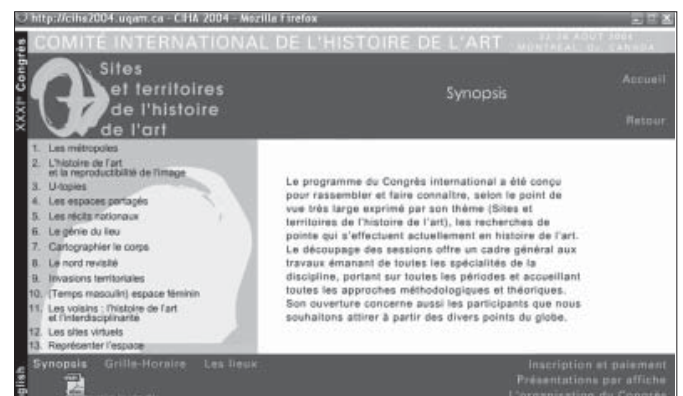 http://ciha2004.uqam.ca - CIHA 2004 - Mozilla Firefox
COMITÉ INTERNATIONAL DE L'HISTOIRE DE L'ART
23-28 AOÛT 2004
MONTRÉAL, Qc, CANADA
XXXIe Congrès
Sites
et territoires
de l'histoire
de l'art
Synopsis
Accueil
Retour
1. Les métropoles
2. L'histoire de l'art
et la reproductibilité de l'image
3. U-topies
4. Les espaces partagés
5. Les récits nationaux
6. Le génie du lieu
7. Cartographier le corps
8. Le nord revisité
9. Invasions territoriales
10. (Temps masculin) espace féminin
11. Les voisins : l'histoire de l'art
et l'interdisciplinarité
12. Les sites virtuels
13. Représenter l'espace
Le programme du Congrès international a été conçu
pour rassembler et faire connaître, selon le point de
vue très large exprimé par son thème (Sites et
territoires de l'histoire de l'art), les recherches de
pointe qui s'effectuent actuellement en histoire de l'art.
Le découpage des sessions offre un cadre général aux
travaux émanant de toutes les spécialités de la
discipline, portant sur toutes les périodes et accueillant
toutes les approches méthodologiques et théoriques.
Son ouverture concerne aussi les participants que nous
souhaitons attirer à partir des divers points du globe.
Synopsis Grille-Horaire Les lieux
Inscription et paiement
Présentations par affiche
L'organisation du Congrès
glish